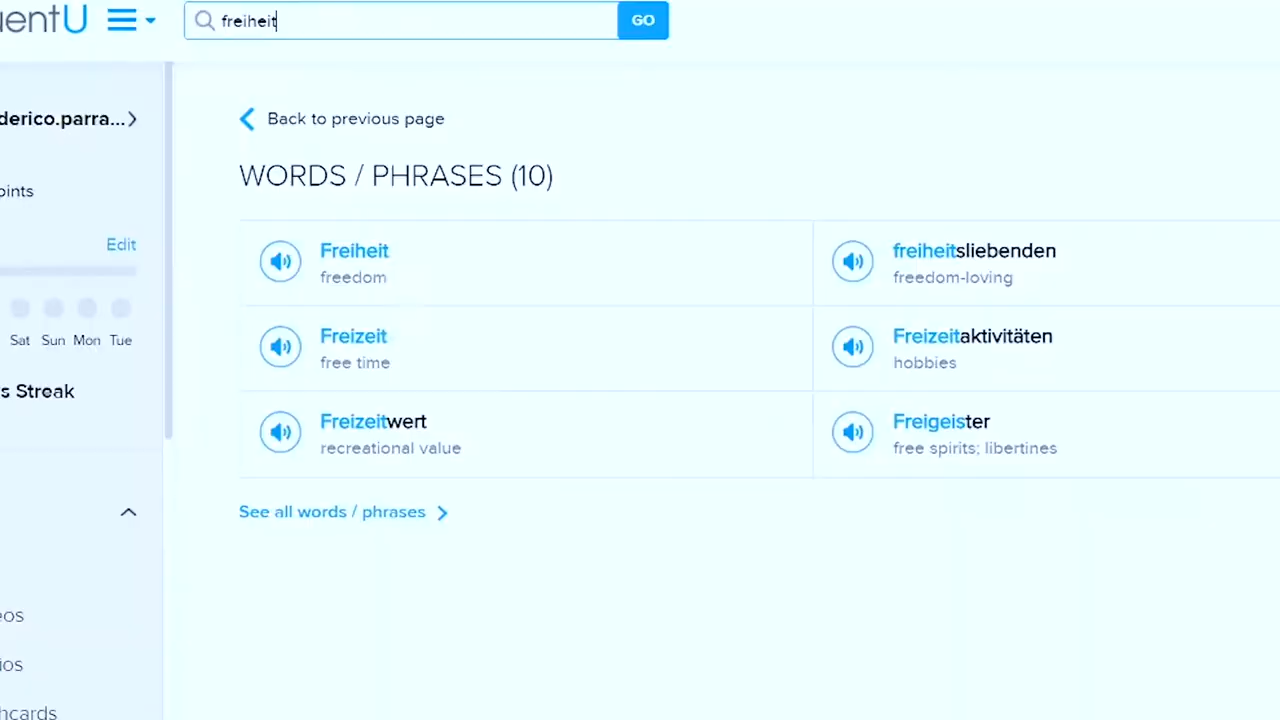 uentU
freiheit
GO
derico.parra...
oints
Edit
Sat Sun Mon Tue
s Streak
eos
ios
hcards
Back to previous page
WORDS / PHRASES (10)
Freiheit
freedom
freiheitsliebenden
freedom-loving
Freizeit
free time
Freizeitaktivitäten
hobbies
Freizeitwert
recreational value
Freigeister
free spirits; libertines
See all words / phrases